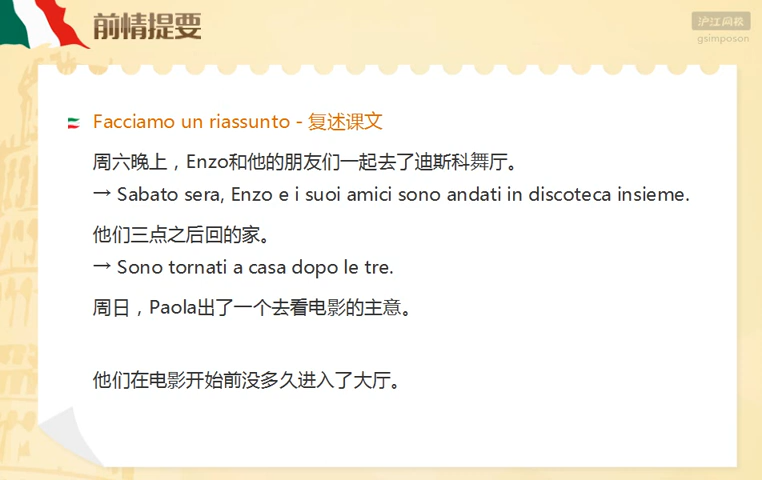 前情提要
沪江网校
gsimposan
Facciamo un riassunto - 复述课文
周六晚上，Enzo和他的朋友们一起去了迪斯科舞厅。
→ Sabato sera, Enzo e i suoi amici sono andati in discoteca insieme.
他们三点之后回的家。
→ Sono tornati a casa dopo le tre.
周日，Paola出了一个去看电影的主意。
他们在电影开始前没多久进入了大厅。